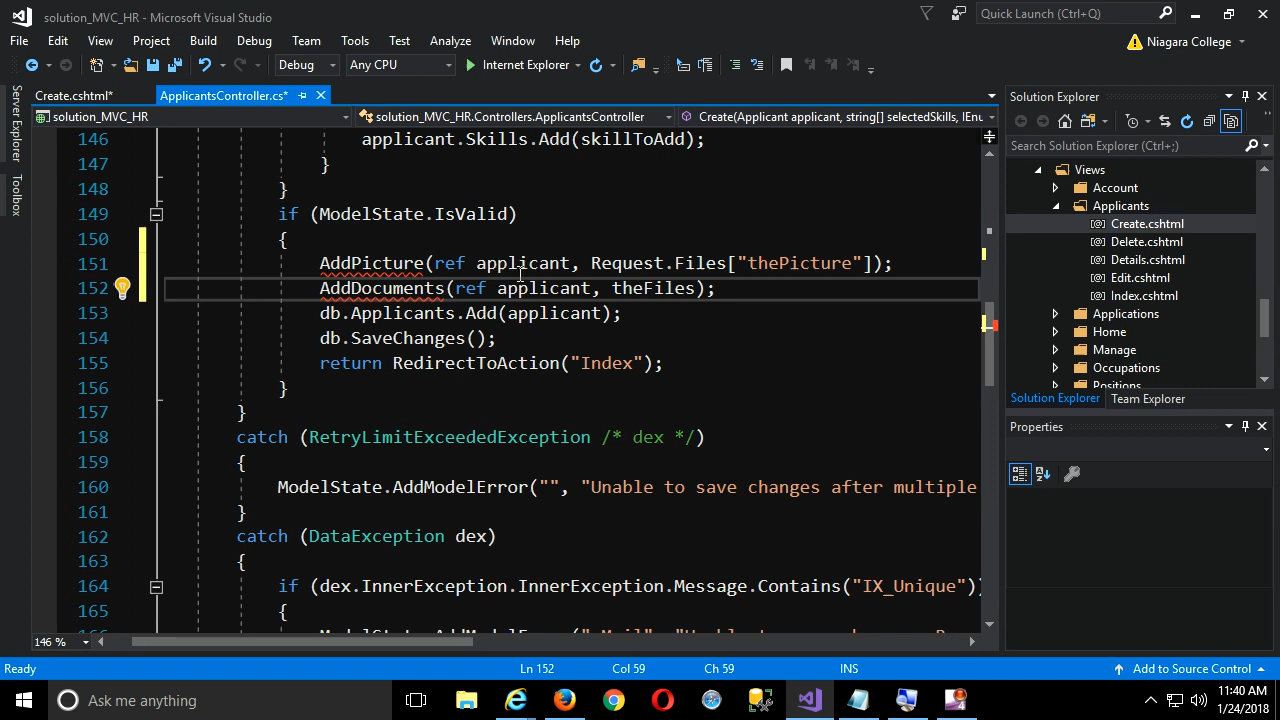 solution_MVC_HR - Microsoft Visual Studio
Quick Launch (Ctrl+Q)
File Edit View Project Build Debug Team Tools Test Analyze Window Help
Niagara College
Debug Any CPU Internet Explorer
Server Explorer
Toolbox
Create.cshtml* ApplicantsController.cs*
solution_MVC_HR solution_MVC_HR.Controllers.ApplicantsController Create(Applicant applicant, string[] selectedSkills, IEnu
146 applicant.Skills.Add(skillToAdd);
147 }
148 }
149 if (ModelState.IsValid)
150 {
151 AddPicture(ref applicant, Request.Files["thePicture"]);
152 AddDocuments(ref applicant, theFiles);
153 db.Applicants.Add(applicant);
154 db.SaveChanges();
155 return RedirectToAction("Index");
156 }
157 }
158 catch (RetryLimitExceededException /* dex */)
159 {
160 ModelState.AddModelError("", "Unable to save changes after multiple
161 }
162 catch (DataException dex)
163 {
164 if (dex.InnerException.InnerException.Message.Contains("IX_Unique"))
165 {
146 %
Solution Explorer
Search Solution Explorer (Ctrl+;)
Views
Account
Applicants
Create.cshtml
Delete.cshtml
Details.cshtml
Edit.cshtml
Index.cshtml
Applications
Home
Manage
Occupations
Positions
Solution Explorer Team Explorer
Properties
Ready Ln 152 Col 59 Ch 59 INS Add to Source Control
Ask me anything
11:40 AM
1/24/2018